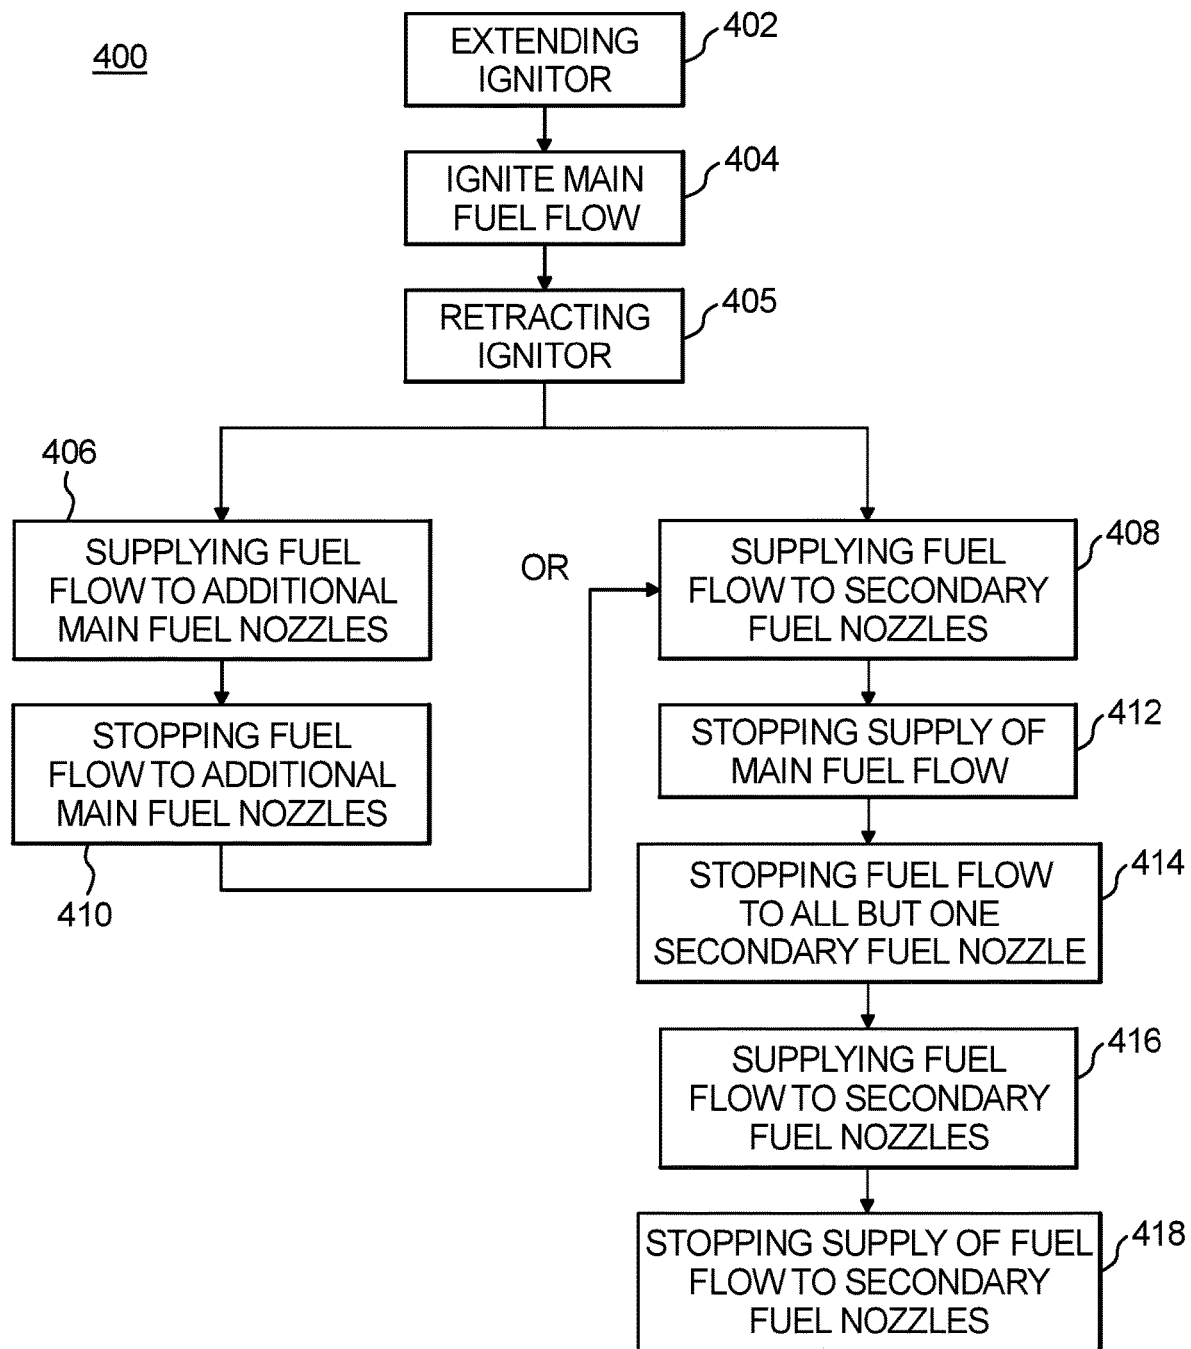 400
EXTENDING
IGNITOR
402
IGNITE MAIN
FUEL FLOW
404
RETRACTING
IGNITOR
405
406
SUPPLYING FUEL
FLOW TO ADDITIONAL
MAIN FUEL NOZZLES
OR
SUPPLYING FUEL
FLOW TO SECONDARY
FUEL NOZZLES
408
STOPPING FUEL
FLOW TO ADDITIONAL
MAIN FUEL NOZZLES
410
STOPPING SUPPLY OF
MAIN FUEL FLOW
412
STOPPING FUEL FLOW
TO ALL BUT ONE
SECONDARY FUEL NOZZLE
414
SUPPLYING FUEL
FLOW TO SECONDARY
FUEL NOZZLES
416
STOPPING SUPPLY OF FUEL
FLOW TO SECONDARY
FUEL NOZZLES
418